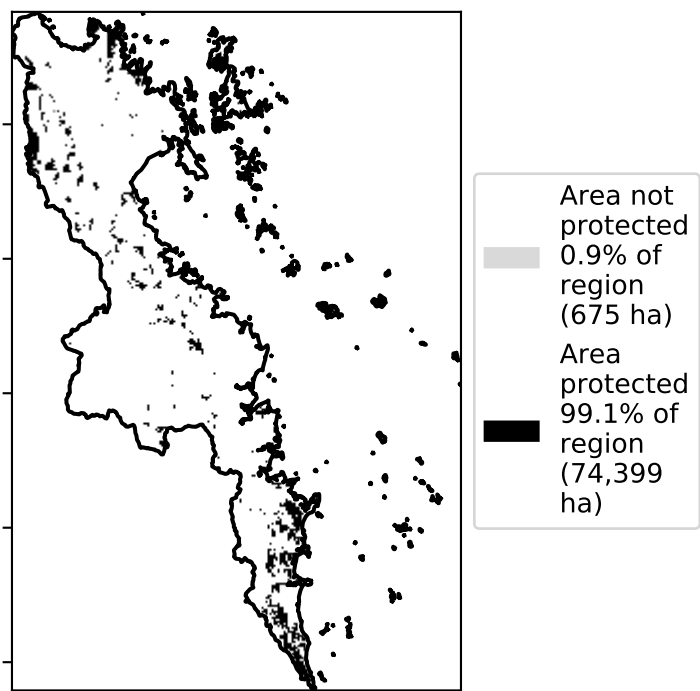 Area not
protected
0.9% of
region
(675 ha)
Area
protected
99.1% of
region
(74,399
ha)